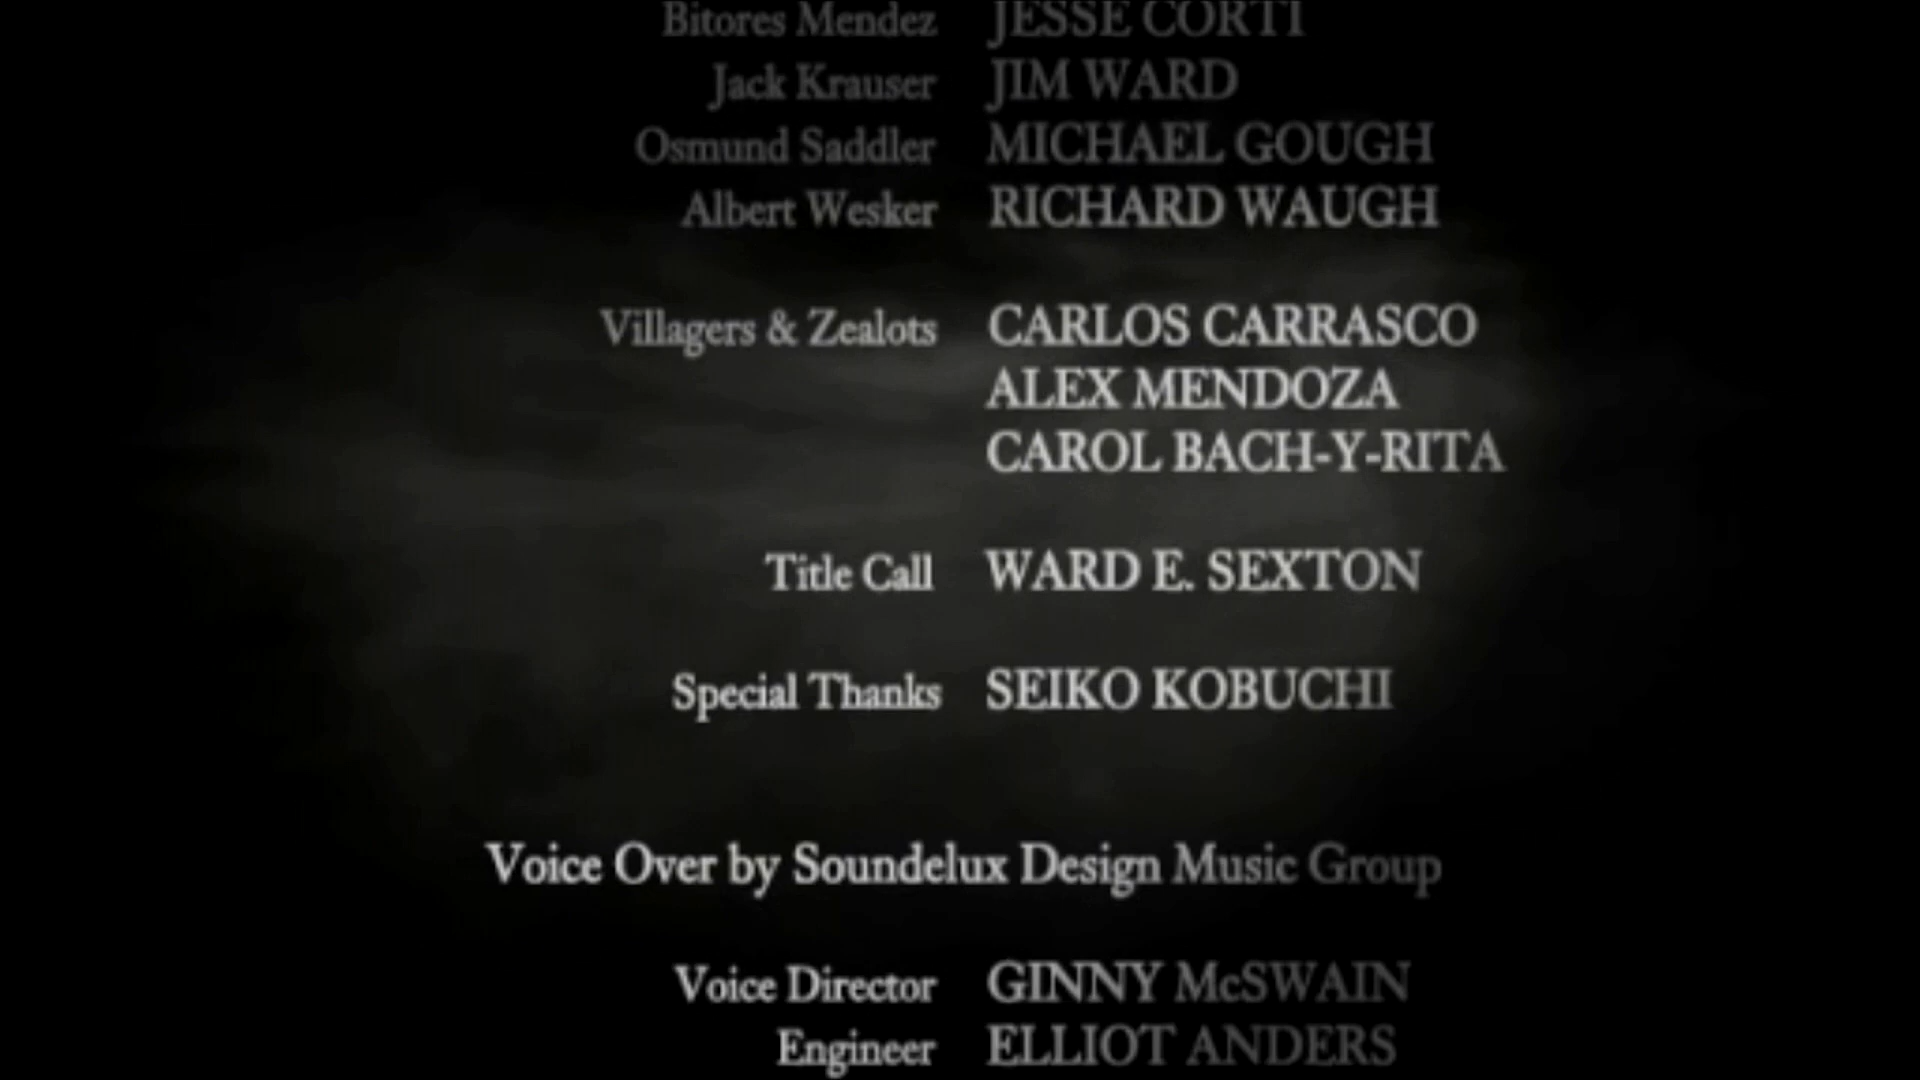 Bitores Mendez JESSE CORTI
Jack Krauser JIM WARD
Osmund Saddler MICHAEL GOUGH
Albert Wesker RICHARD WAUGH
Villagers & Zealots CARLOS CARRASCO
ALEX MENDOZA
CAROL BACH-Y-RITA
Title Call WARD E. SEXTON
Special Thanks SEIKO KOBUCHI
Voice Over by Soundelux Design Music Group
Voice Director GINNY McSWAIN
Engineer ELLIOT ANDERS